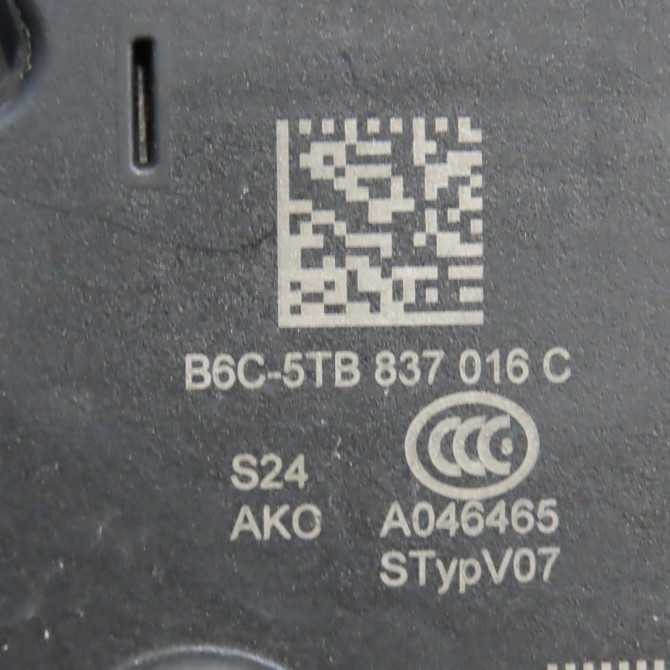 B6C-5TB 837 016 C
CCC S
S24
AKO A046465
STypV07